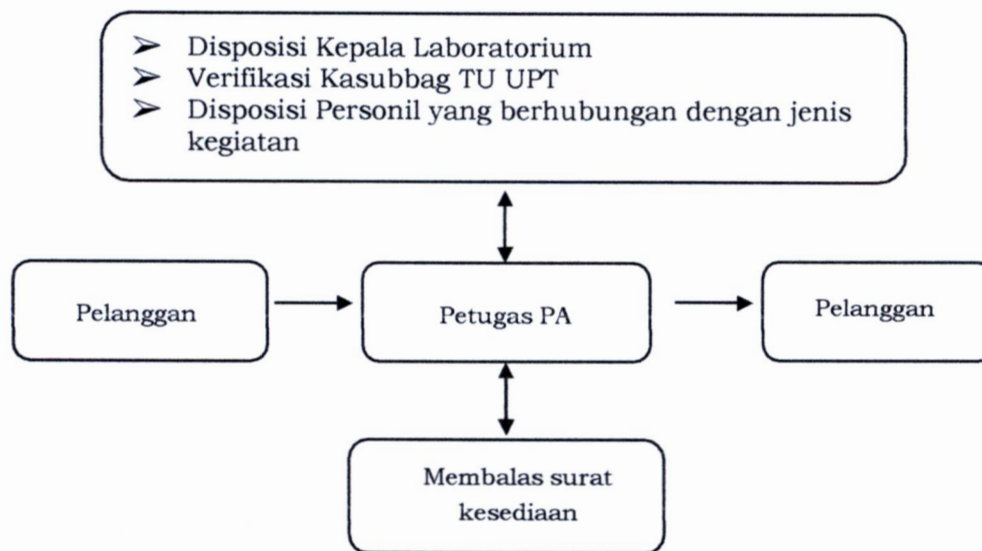 ➤ Disposisi Kepala Laboratorium
➤ Verifikasi Kasubbag TU UPT
➤ Disposisi Personil yang berhubungan dengan jenis
kegiatan
Pelanggan
Petugas PA
Pelanggan
Membalas surat
kesediaan